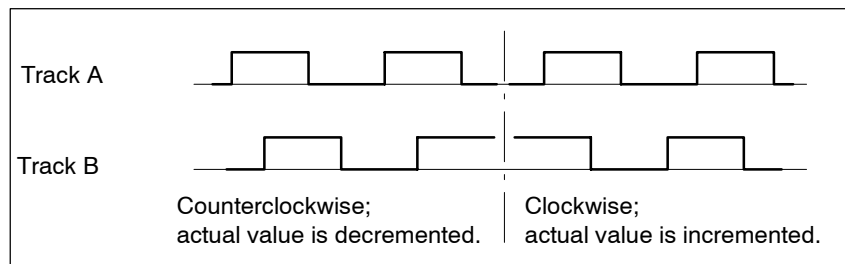 Track A
Track B
Counterclockwise;
actual value is decremented.
Clockwise;
actual value is incremented.